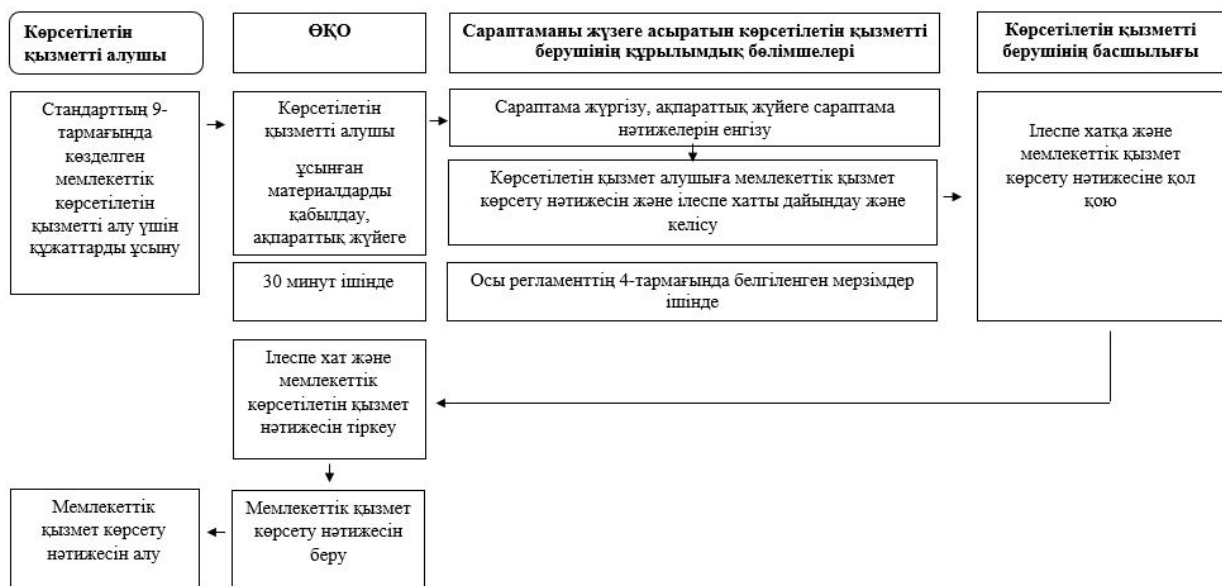 Көрсетілетін
қызметті алушы
ӨҚО
Сараптаманы жүзеге асыратын көрсетілетін қызметті
берушінің құрылымдық бөлімшелері
Көрсетілетін қызметті
берушінің басшылығы
Стандарттың 9-
тармағында
көзделген
мемлекеттік
көрсетілетін
қызметті алу үшін
құжаттарды ұсыну
Көрсетілетін
қызметті алушы
ұсынған
материалдарды
қабылдау,
ақпараттық жүйеге
Сараптама жүргізу, ақпараттық жүйеге сараптама
нәтижелерін енгізу
Көрсетілетін қызмет алушыға мемлекеттік қызмет
көрсету нәтижесін және ілеспе хатты дайындау және
келісу
Ілеспе хатқа және
мемлекеттік қызмет
көрсету нәтижесіне қол
қою
30 минут ішінде
Осы регламенттің 4-тармағында белгіленген мерзімдер
ішінде
Ілеспе хат және
мемлекеттік
көрсетілетін қызмет
нәтижесін тіркеу
Мемлекеттік
қызмет көрсету
нәтижесін алу
Мемлекеттік қызмет
көрсету нәтижесін
беру